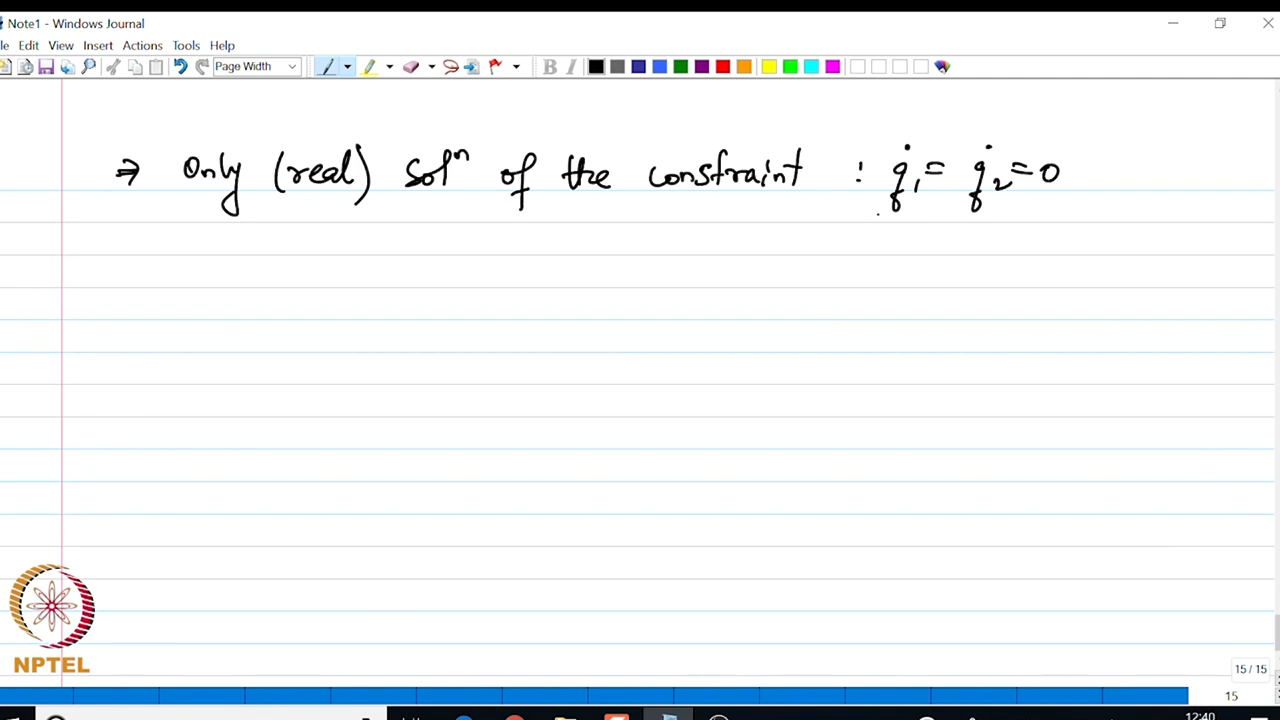 Note1 - Windows Journal
le Edit View Insert Actions Tools Help
Page Width B I
⇒ Only (real) solⁿ of the constraint : q̇₁ = q̇₂ = 0
NPTEL
15 / 15
15
12:40